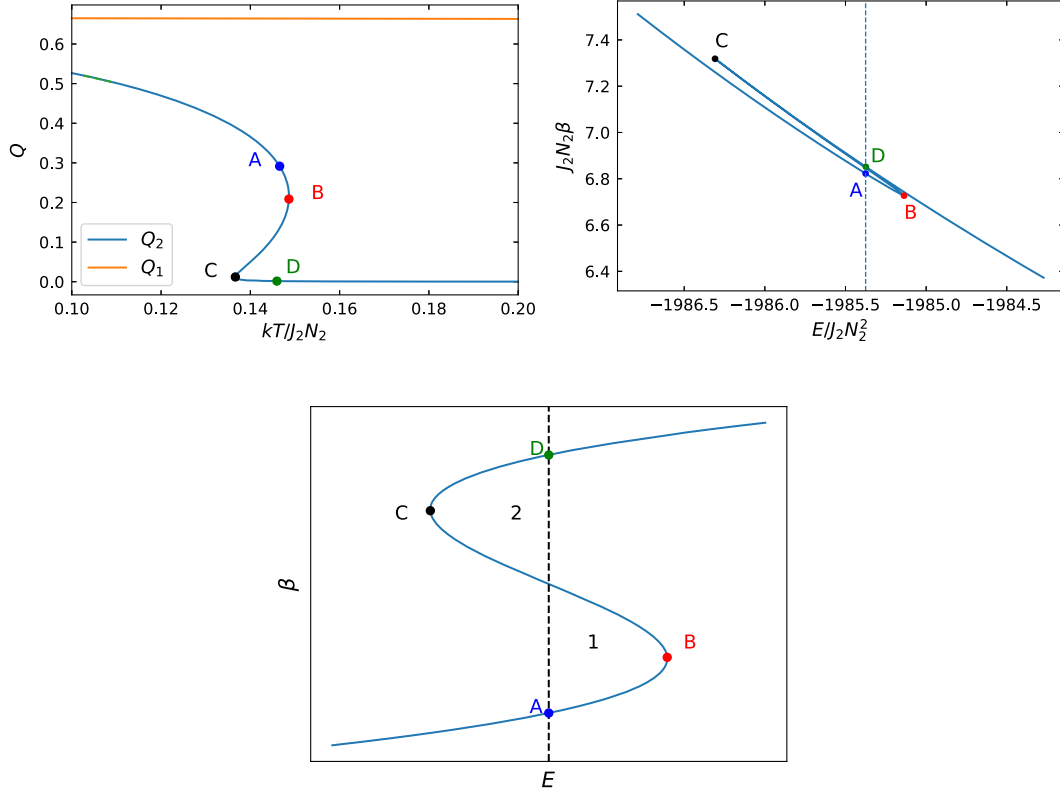 0.7
0.6
0.5
0.4
0.3
0.2
0.1
0.0
Q
A
B
C
D
Q₂
Q₁
0.10 0.12 0.14 0.16 0.18 0.20
kT/J₂N₂
7.4
7.2
7.0
6.8
6.6
6.4
J₂N₂β
C
D
A
B
−1986.5 −1986.0 −1985.5 −1985.0 −1984.5
E/J₂N₂²
D
C
2
β
1
B
A
E